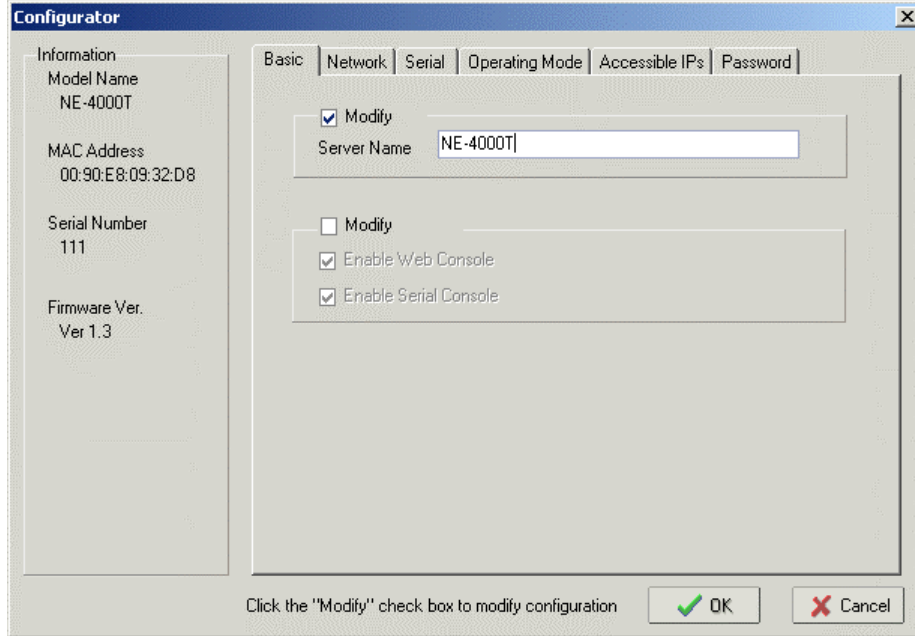 Configurator
Information
Model Name
NE-4000T
MAC Address
00:90:E8:09:32:D8
Serial Number
111
Firmware Ver.
Ver 1.3
Basic Network Serial Operating Mode Accessible IPs Password
Modify
Server Name NE-4000T
Modify
Enable Web Console
Enable Serial Console
Click the "Modify" check box to modify configuration OK Cancel